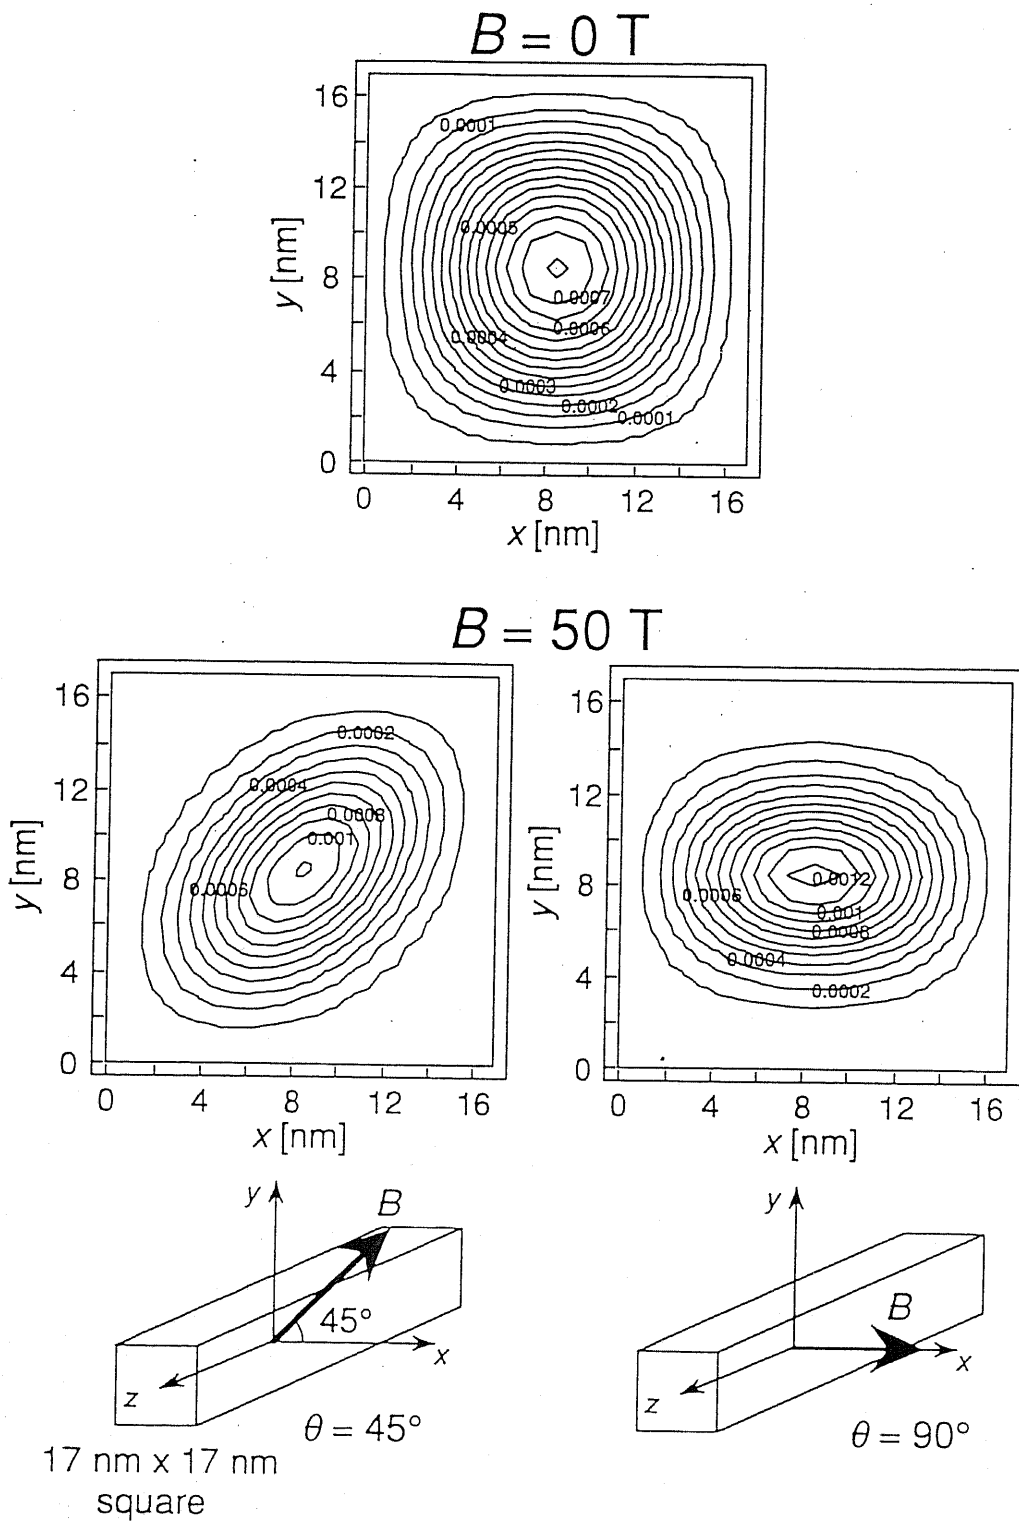 B = 0 T
16
12
8
4
0
y [nm]
0.0001
0.0005
0.0007
0.0006
0.0004
0.0003
0.0002
0.0001
0 4 8 12 16
x [nm]
B = 50 T
16
12
8
4
0
y [nm]
0.0002
0.0004
0.0008
0.001
0.0006
0 4 8 12 16
x [nm]
16
12
8
4
0
y [nm]
0.0012
0.0006
0.001
0.0008
0.0004
0.0002
0 4 8 12 16
x [nm]
y
B
45°
x
z
θ = 45°
17 nm x 17 nm
square
y
B
x
z
θ = 90°